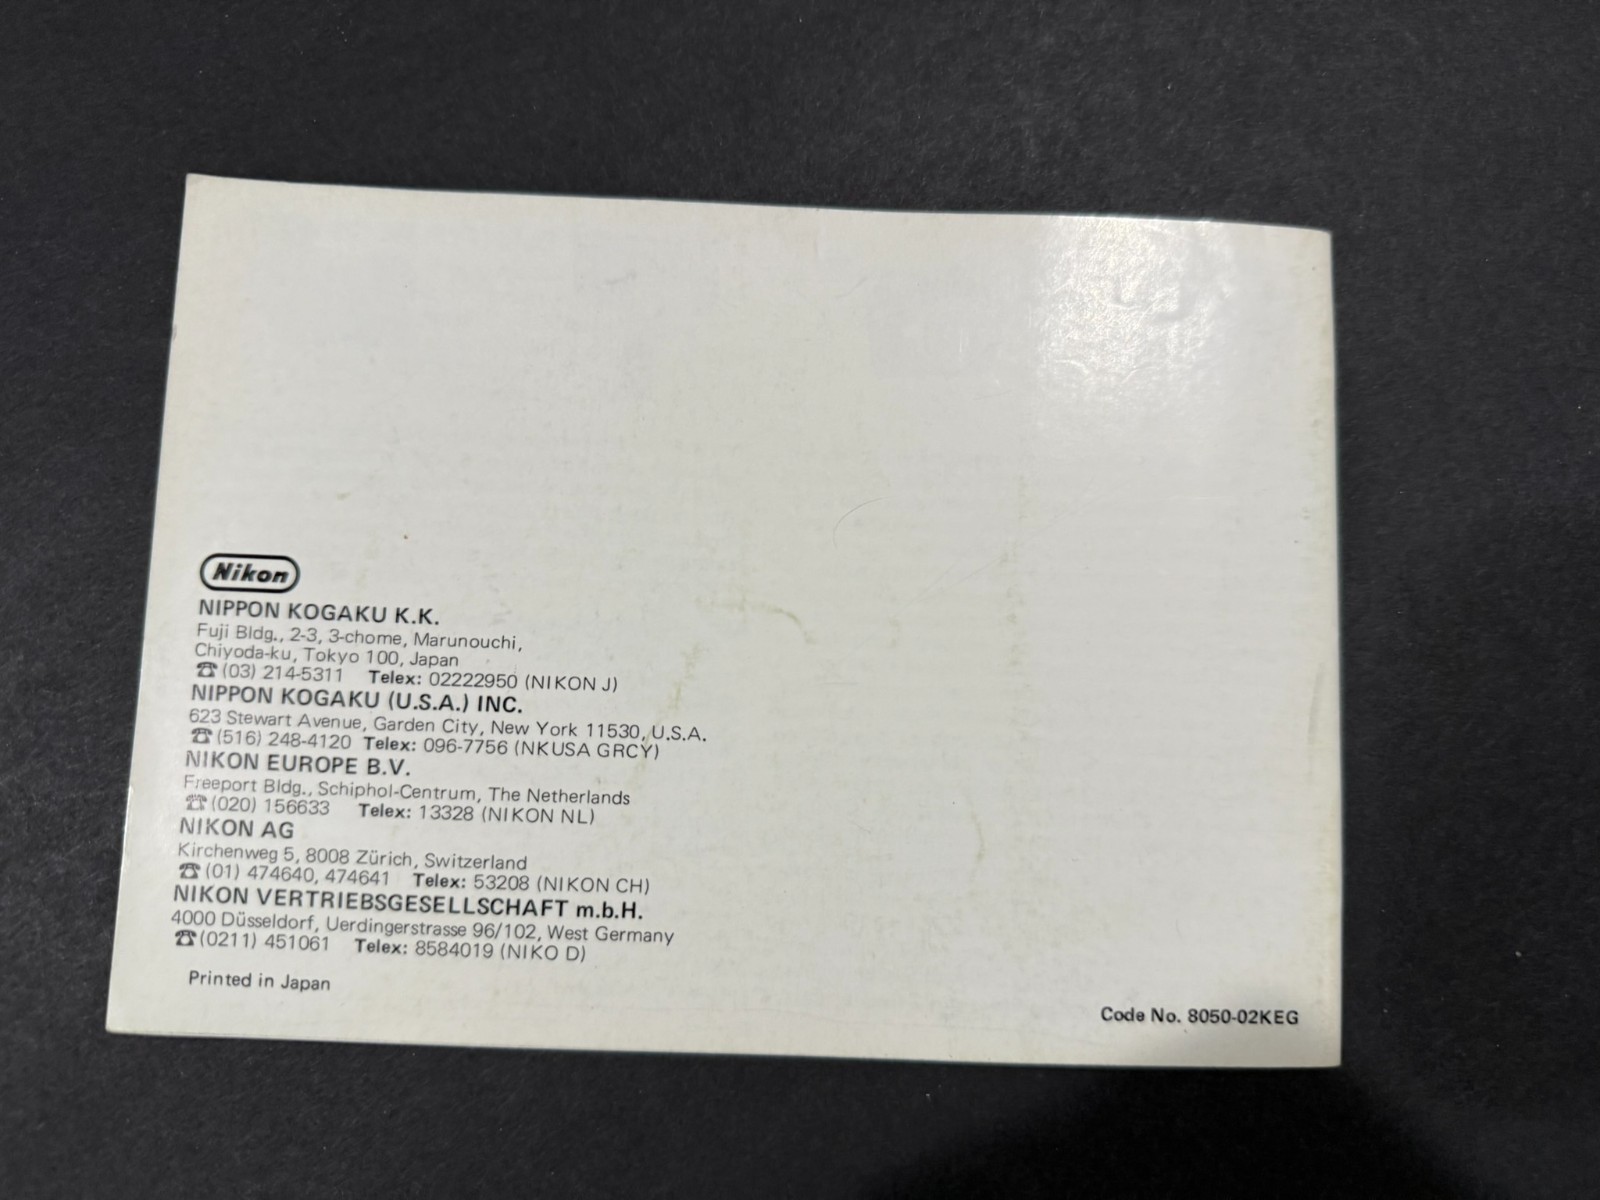 Nikon
NIPPON KOGAKU K.K.
Fuji Bldg., 2-3, 3-chome, Marunouchi,
Chiyoda-ku, Tokyo 100, Japan
☎ (03) 214-5311 Telex: 02222950 (NIKON J)
NIPPON KOGAKU (U.S.A.) INC.
623 Stewart Avenue, Garden City, New York 11530, U.S.A.
☎ (516) 248-4120 Telex: 096-7756 (NKUSA GRCY)
NIKON EUROPE B.V.
Freeport Bldg., Schiphol-Centrum, The Netherlands
☎ (020) 156633 Telex: 13328 (NIKON NL)
NIKON AG
Kirchenweg 5, 8008 Zürich, Switzerland
☎ (01) 474640, 474641 Telex: 53208 (NIKON CH)
NIKON VERTRIEBSGESELLSCHAFT m.b.H.
4000 Düsseldorf, Uerdingerstrasse 96/102, West Germany
☎ (0211) 451061 Telex: 8584019 (NIKO D)
Printed in Japan
Code No. 8050-02KEG